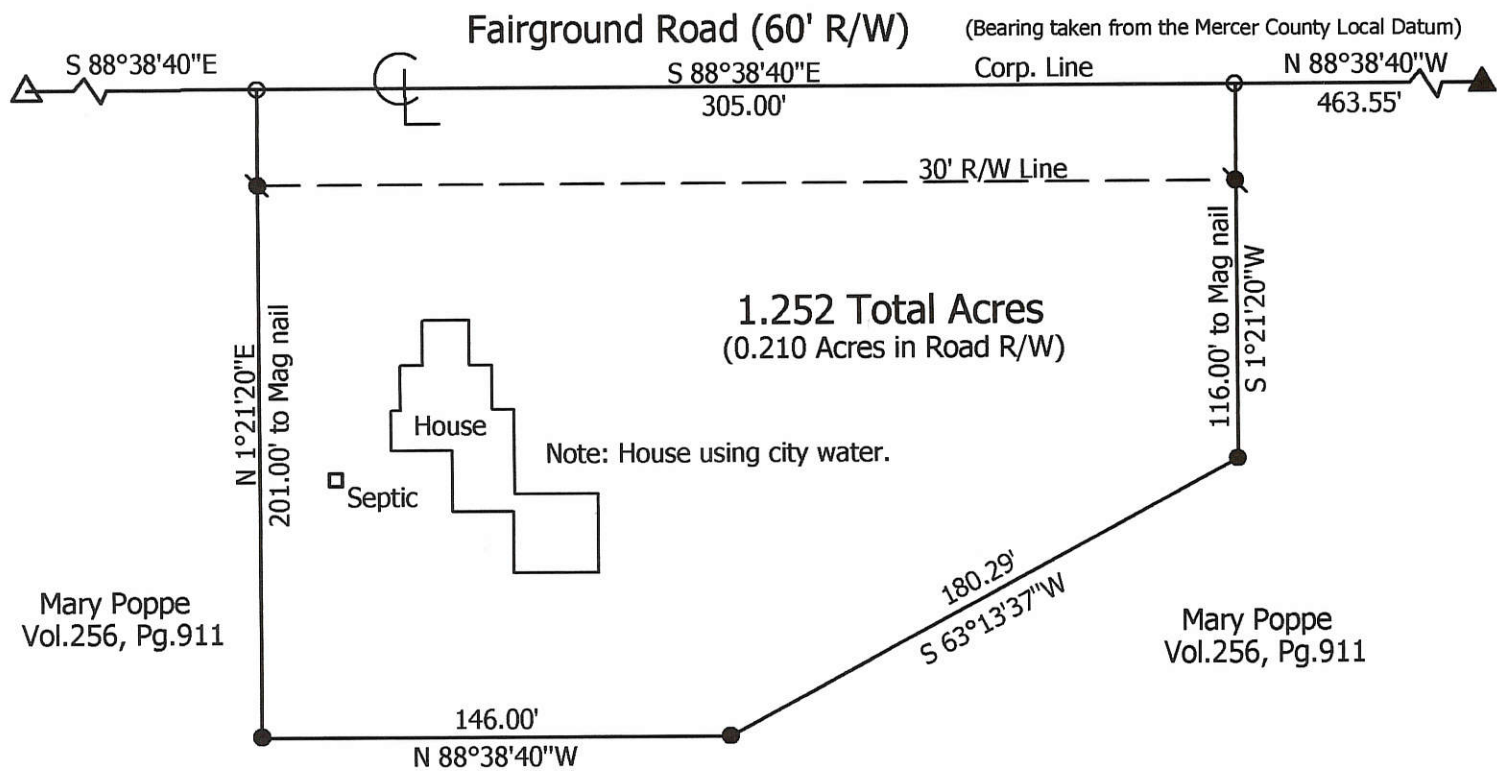 Fairground Road (60' R/W)
(Bearing taken from the Mercer County Local Datum)
S 88°38'40"E
S 88°38'40"E
Corp. Line
N 88°38'40"W
305.00'
463.55'
30' R/W Line
N 1°21'20"E
201.00' to Mag nail
116.00' to Mag nail
S 1°21'20"W
1.252 Total Acres
(0.210 Acres in Road R/W)
House
Note: House using city water.
Septic
180.29'
S 63°13'37"W
Mary Poppe
Vol.256, Pg.911
Mary Poppe
Vol.256, Pg.911
146.00'
N 88°38'40"W